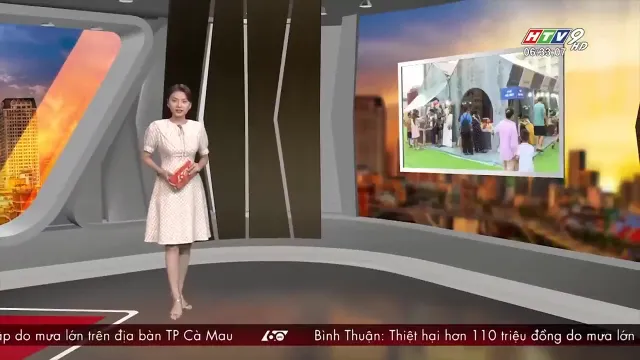 HTV9 HD
06:33:07
ập do mưa lớn trên địa bàn TP Cà Mau 60 Bình Thuận: Thiệt hại hơn 110 triệu đồng do mưa lớn